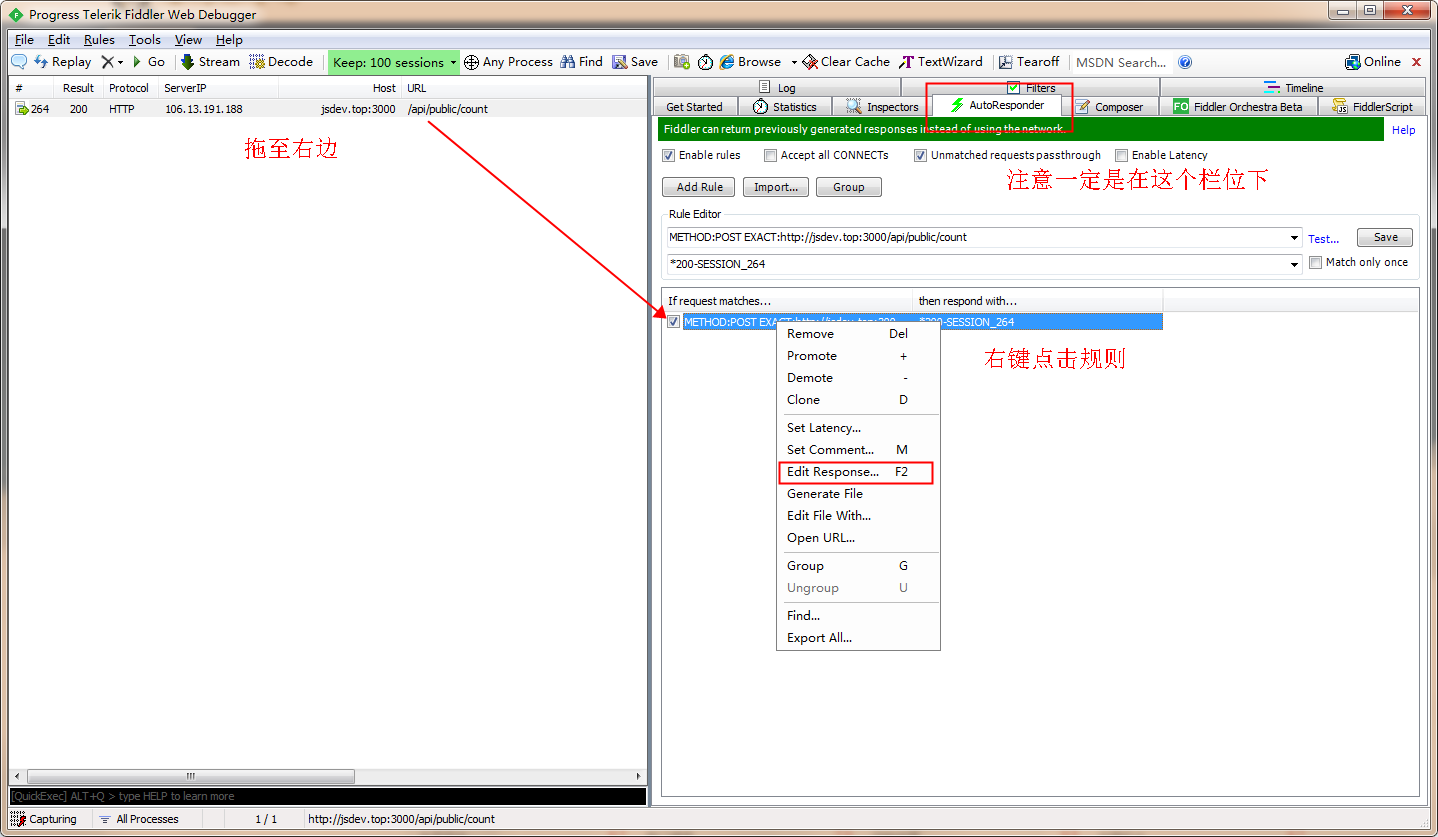 Progress Telerik Fiddler Web Debugger
File Edit Rules Tools View Help
Replay Go Stream Decode Keep: 100 sessions Any Process Find Save Browse Clear Cache TextWizard Tearoff MSDN Search... Online
# Result Protocol ServerIP Host URL
264 200 HTTP 106.13.191.188 jsdev.top:3000 /api/public/count
拖至右边
Log Filters Timeline
Get Started Statistics Inspectors AutoResponder Composer FO Fiddler Orchestra Beta FiddlerScript
Fiddler can return previously generated responses instead of using the network. Help
Enable rules Accept all CONNECTs Unmatched requests passthrough Enable Latency
注意一定是在这个栏位下
Add Rule Import... Group
Rule Editor
METHOD:POST EXACT:http://jsdev.top:3000/api/public/count Test... Save
*200-SESSION_264 Match only once
If request matches... then respond with...
METHOD:POST EXACT:http://jsdev.top:300... *200-SESSION_264
右键点击规则
Remove Del
Promote +
Demote -
Clone D
Set Latency...
Set Comment... M
Edit Response... F2
Generate File
Edit File With...
Open URL...
Group G
Ungroup U
Find...
Export All...
[QuickExec] ALT+Q > type HELP to learn more
Capturing All Processes 1 / 1 http://jsdev.top:3000/api/public/count